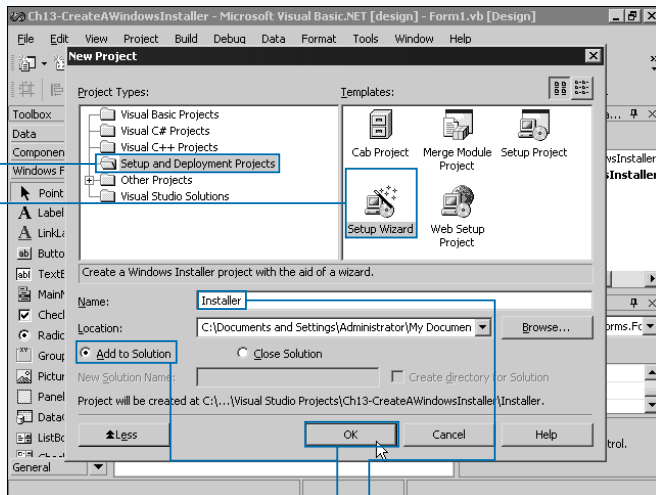 Ch13-CreateAWindowsInstaller - Microsoft Visual Basic.NET [design] - Form1.vb [Design]
File Edit View Project Build Debug Data Format Tools Window Help
New Project
Project Types:
Templates:
Visual Basic Projects
Visual C# Projects
Visual C++ Projects
Setup and Deployment Projects
Other Projects
Visual Studio Solutions
Cab Project
Merge Module Project
Setup Project
Setup Wizard
Web Setup Project
Create a Windows Installer project with the aid of a wizard.
Name:
Installer
Location:
C:\Documents and Settings\Administrator\My Documen
Browse...
Add to Solution
Close Solution
New Solution Name:
Create directory for Solution
Project will be created at C:\...\Visual Studio Projects\Ch13-CreateAWindowsInstaller\Installer.
Less
OK
Cancel
Help
Toolbox
Data
Componen
Windows F
Point
Label
LinkLa
Butto
TextB
MainM
Check
Radic
Group
Pictur
Panel
DataG
ListBo
General
wsInstaller
sInstaller
orms.Fc
trol.